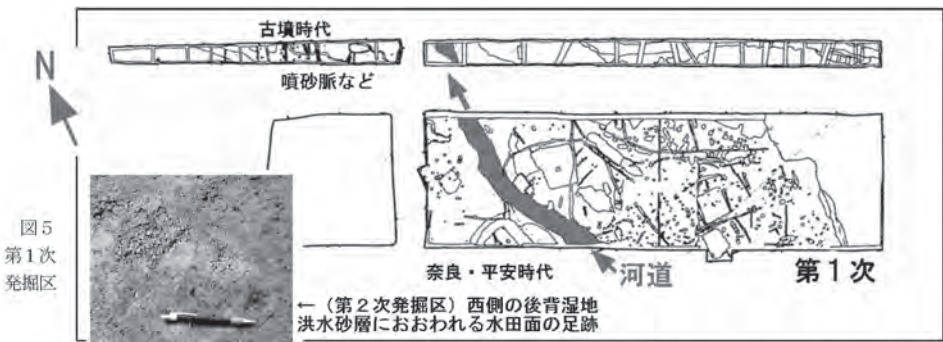 古墳時代
噴砂脈など
N
図5
第1次
発掘区
奈良・平安時代
河道
第1次
←(第2次発掘区)西側の後背湿地
洪水砂層におおわれる水田面の足跡